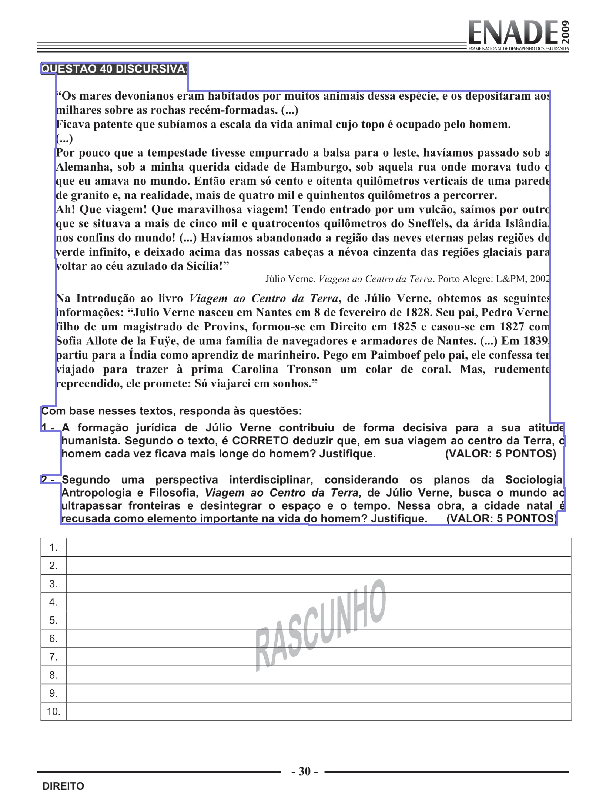 ENADE 2009
EXAME NACIONAL DE DESEMPENHO DOS ESTUDANTES
QUESTÃO 40 DISCURSIVA
“Os mares devonianos eram habitados por muitos animais dessa espécie, e os depositaram aos
milhares sobre as rochas recém-formadas. (...)
Ficava patente que subíamos a escala da vida animal cujo topo é ocupado pelo homem.
(...)
Por pouco que a tempestade tivesse empurrado a balsa para o leste, havíamos passado sob a
Alemanha, sob a minha querida cidade de Hamburgo, sob aquela rua onde morava tudo o
que eu amava no mundo. Então eram só cento e oitenta quilômetros verticais de uma parede
de granito e, na realidade, mais de quatro mil e quinhentos quilômetros a percorrer.
Ah! Que viagem! Que maravilhosa viagem! Tendo entrado por um vulcão, saímos por outro
que se situava a mais de cinco mil e quatrocentos quilômetros do Sneffels, da árida Islândia,
nos confins do mundo! (...) Havíamos abandonado a região das neves eternas pelas regiões do
verde infinito, e deixado acima das nossas cabeças a névoa cinzenta das regiões glaciais para
voltar ao céu azulado da Sicília!”
Júlio Verne. Viagem ao Centro da Terra. Porto Alegre: L&PM, 2002
Na Introdução ao livro Viagem ao Centro da Terra, de Júlio Verne, obtemos as seguintes
informações: “Julio Verne nasceu em Nantes em 8 de fevereiro de 1828. Seu pai, Pedro Verne,
filho de um magistrado de Provins, formou-se em Direito em 1825 e casou-se em 1827 com
Sofia Allote de la Fuÿe, de uma família de navegadores e armadores de Nantes. (...) Em 1839,
partiu para a Índia como aprendiz de marinheiro. Pego em Paimboef pelo pai, ele confessa ter
viajado para trazer à prima Carolina Tronson um colar de coral. Mas, rudemente
repreendido, ele promete: Só viajarei em sonhos.”
Com base nesses textos, responda às questões:
1 - A formação jurídica de Júlio Verne contribuiu de forma decisiva para a sua atitude
humanista. Segundo o texto, é CORRETO deduzir que, em sua viagem ao centro da Terra, o
homem cada vez ficava mais longe do homem? Justifique. (VALOR: 5 PONTOS)
2 - Segundo uma perspectiva interdisciplinar, considerando os planos da Sociologia,
Antropologia e Filosofia, Viagem ao Centro da Terra, de Júlio Verne, busca o mundo ao
ultrapassar fronteiras e desintegrar o espaço e o tempo. Nessa obra, a cidade natal é
recusada como elemento importante na vida do homem? Justifique. (VALOR: 5 PONTOS)
1.
2.
3.
4.
5.
6.
7.
8.
9.
10.
RASCUNHO
- 30 -
DIREITO